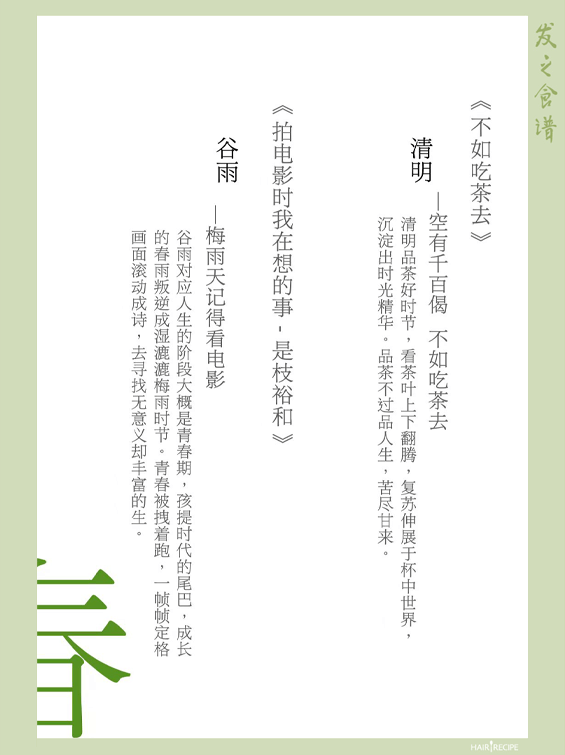 发之食谱
《不如吃茶去》
清明
—空有千百偈 不如吃茶去
清明品茶好时节，看茶叶上下翻腾，复苏伸展于杯中世界，
沉淀出时光精华。品茶不过品人生，苦尽甘来。
《拍电影时我在想的事-是枝裕和》
谷雨
—梅雨天记得看电影
谷雨对应人生的阶段大概是青春期，孩提时代的尾巴，成长
的春雨叛逆成湿漉漉梅雨时节。青春被拽着跑，一帧帧定格
画面滚动成诗，去寻找无意义却丰富的生。
春
HAIR RECIPE